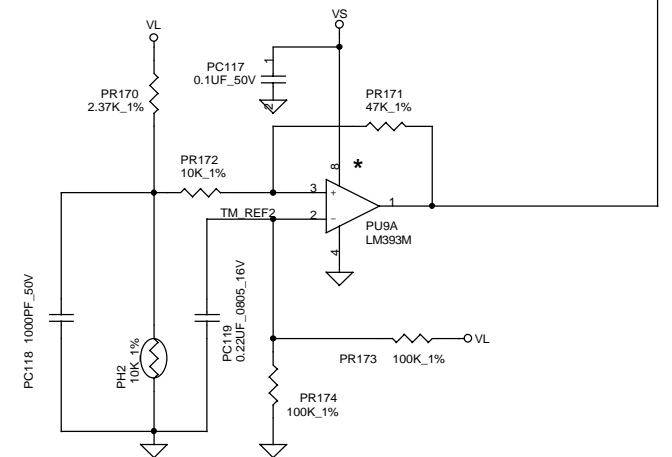 VS
VL
1
PC117
0.1UF_50V
2
PR170
2.37K_1%
PR171
47K_1%
PR172
10K_1%
8
*
3
+
1
TM_REF2
2
-
PU9A
LM393M
4
PC118 1000PF_50V
PH2
10K_1%
PC119
0.22UF_0805_16V
VL
PR173 100K_1%
PR174
100K_1%